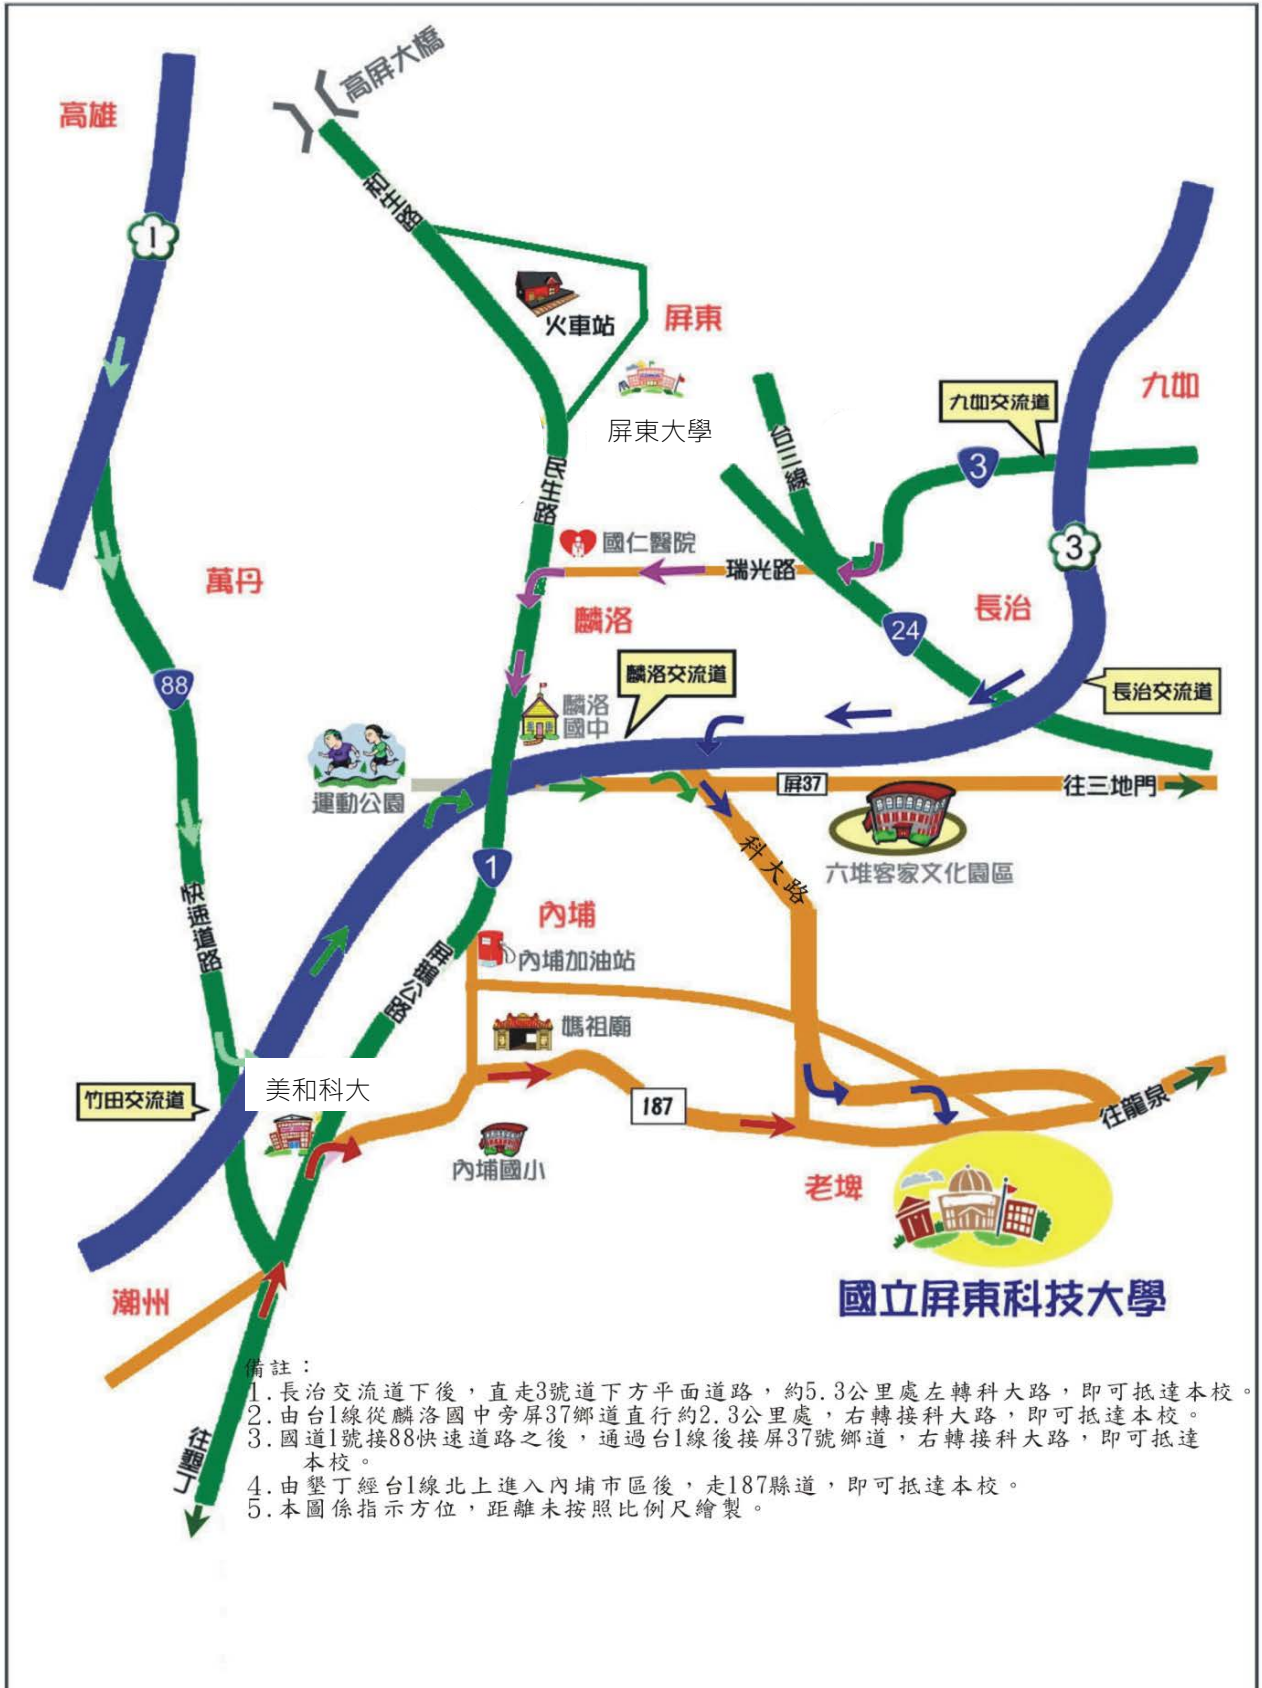 高屏大橋
高雄
1
和生路
火車站
屏東
屏東大學
九如
九如交流道
台三線
3
民生路
國仁醫院
瑞光路
3
萬丹
麟洛
長治
24
麟洛交流道
長治交流道
88
麟洛
國中
運動公園
屏37
往三地門
1
科大路
六堆客家文化園區
快速道路
內埔
屏鵝公路
內埔加油站
媽祖廟
美和科大
竹田交流道
187
往龍泉
內埔國小
老埤
國立屏東科技大學
潮州
往墾丁
備註：
1.長治交流道下後，直走3號道下方平面道路，約5.3公里處左轉科大路，即可抵達本校。
2.由台1線從麟洛國中旁屏37鄉道直行約2.3公里處，右轉接科大路，即可抵達本校。
3.國道1號接88快速道路之後，通過台1線後接屏37號鄉道，右轉接科大路，即可抵達
本校。
4.由墾丁經台1線北上進入內埔市區後，走187縣道，即可抵達本校。
5.本圖係指示方位，距離未按照比例尺繪製。